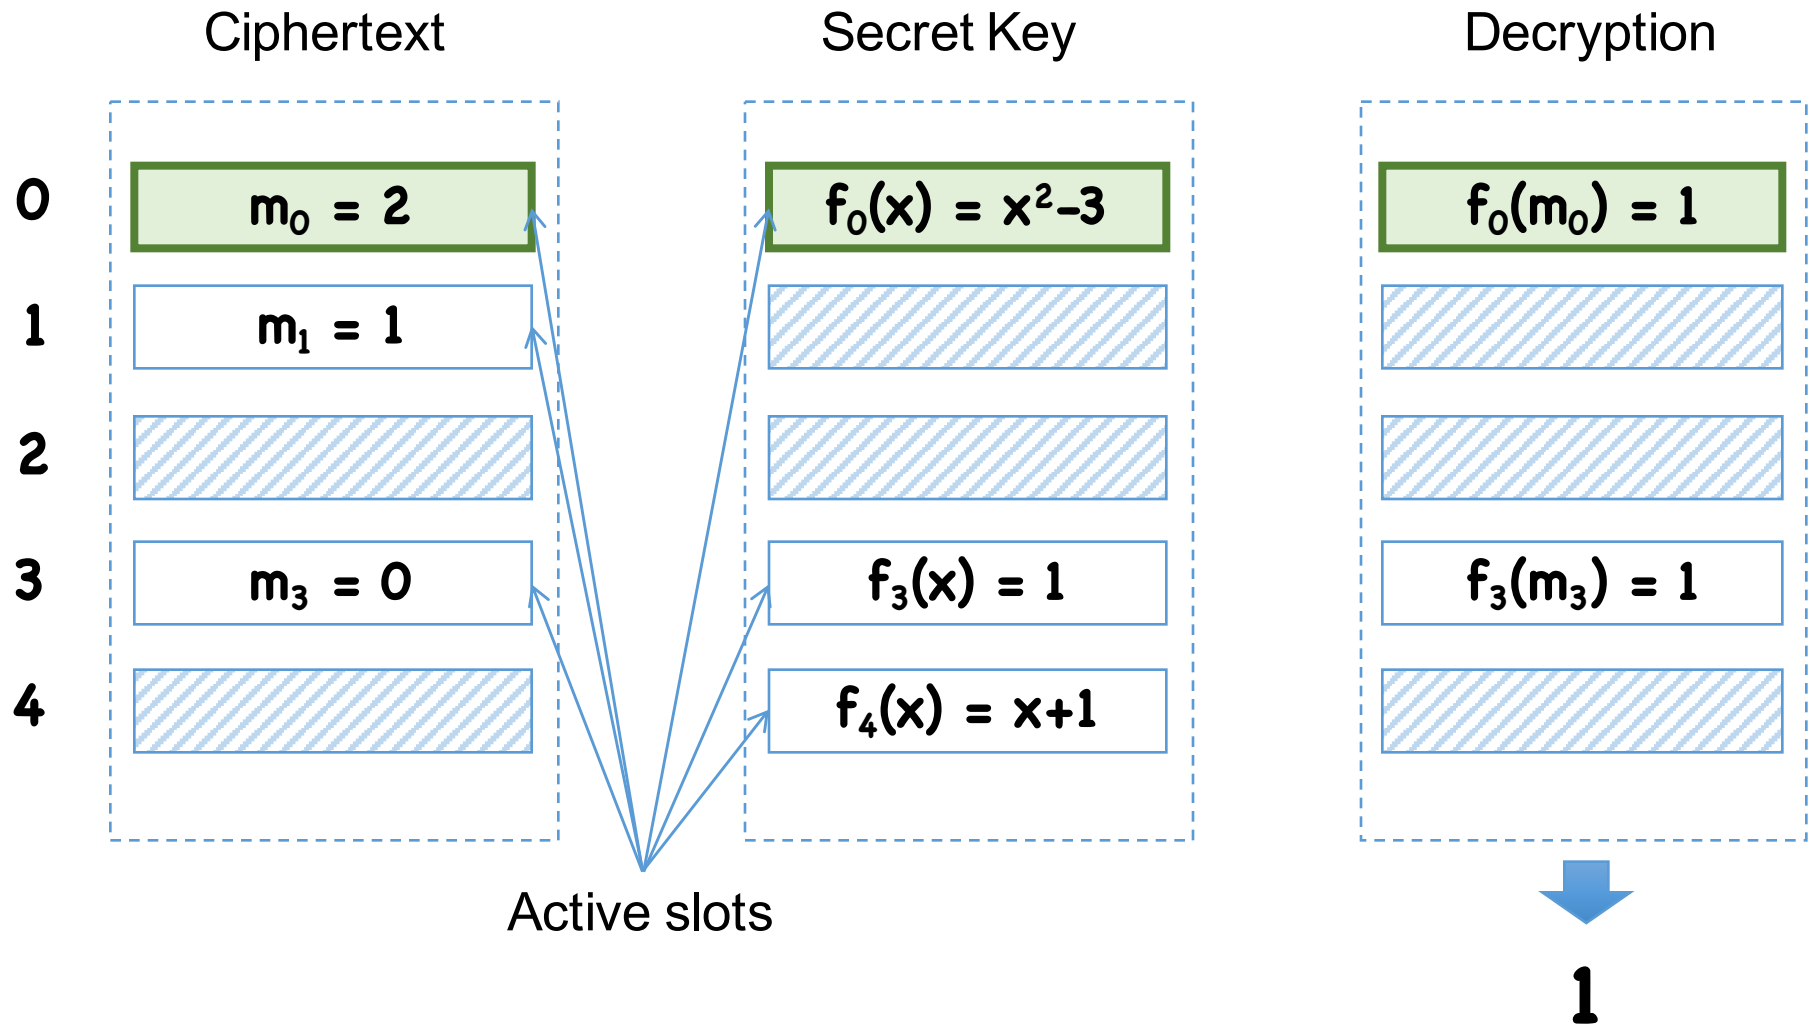 Ciphertext Secret Key Decryption
0 m₀ = 2 f₀(x) = x²-3 f₀(m₀) = 1
1 m₁ = 1
2
3 m₃ = 0 f₃(x) = 1 f₃(m₃) = 1
4 f₄(x) = x+1
Active slots
1